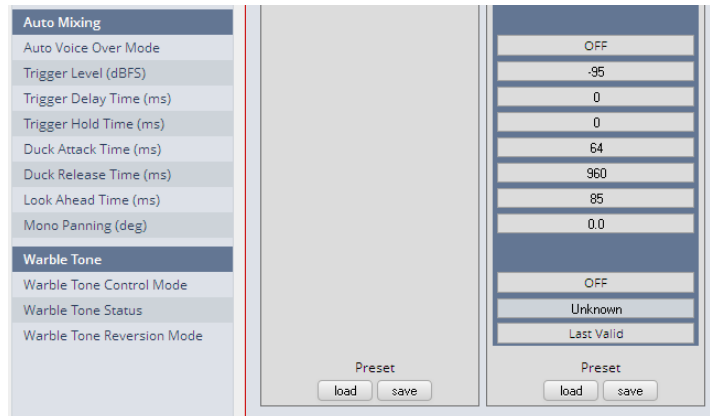 Auto Mixing
Auto Voice Over Mode OFF
Trigger Level (dBFS) -95
Trigger Delay Time (ms) 0
Trigger Hold Time (ms) 0
Duck Attack Time (ms) 64
Duck Release Time (ms) 960
Look Ahead Time (ms) 85
Mono Panning (deg) 0.0
Warble Tone
Warble Tone Control Mode OFF
Warble Tone Status Unknown
Warble Tone Reversion Mode Last Valid
Preset Preset
load save load save